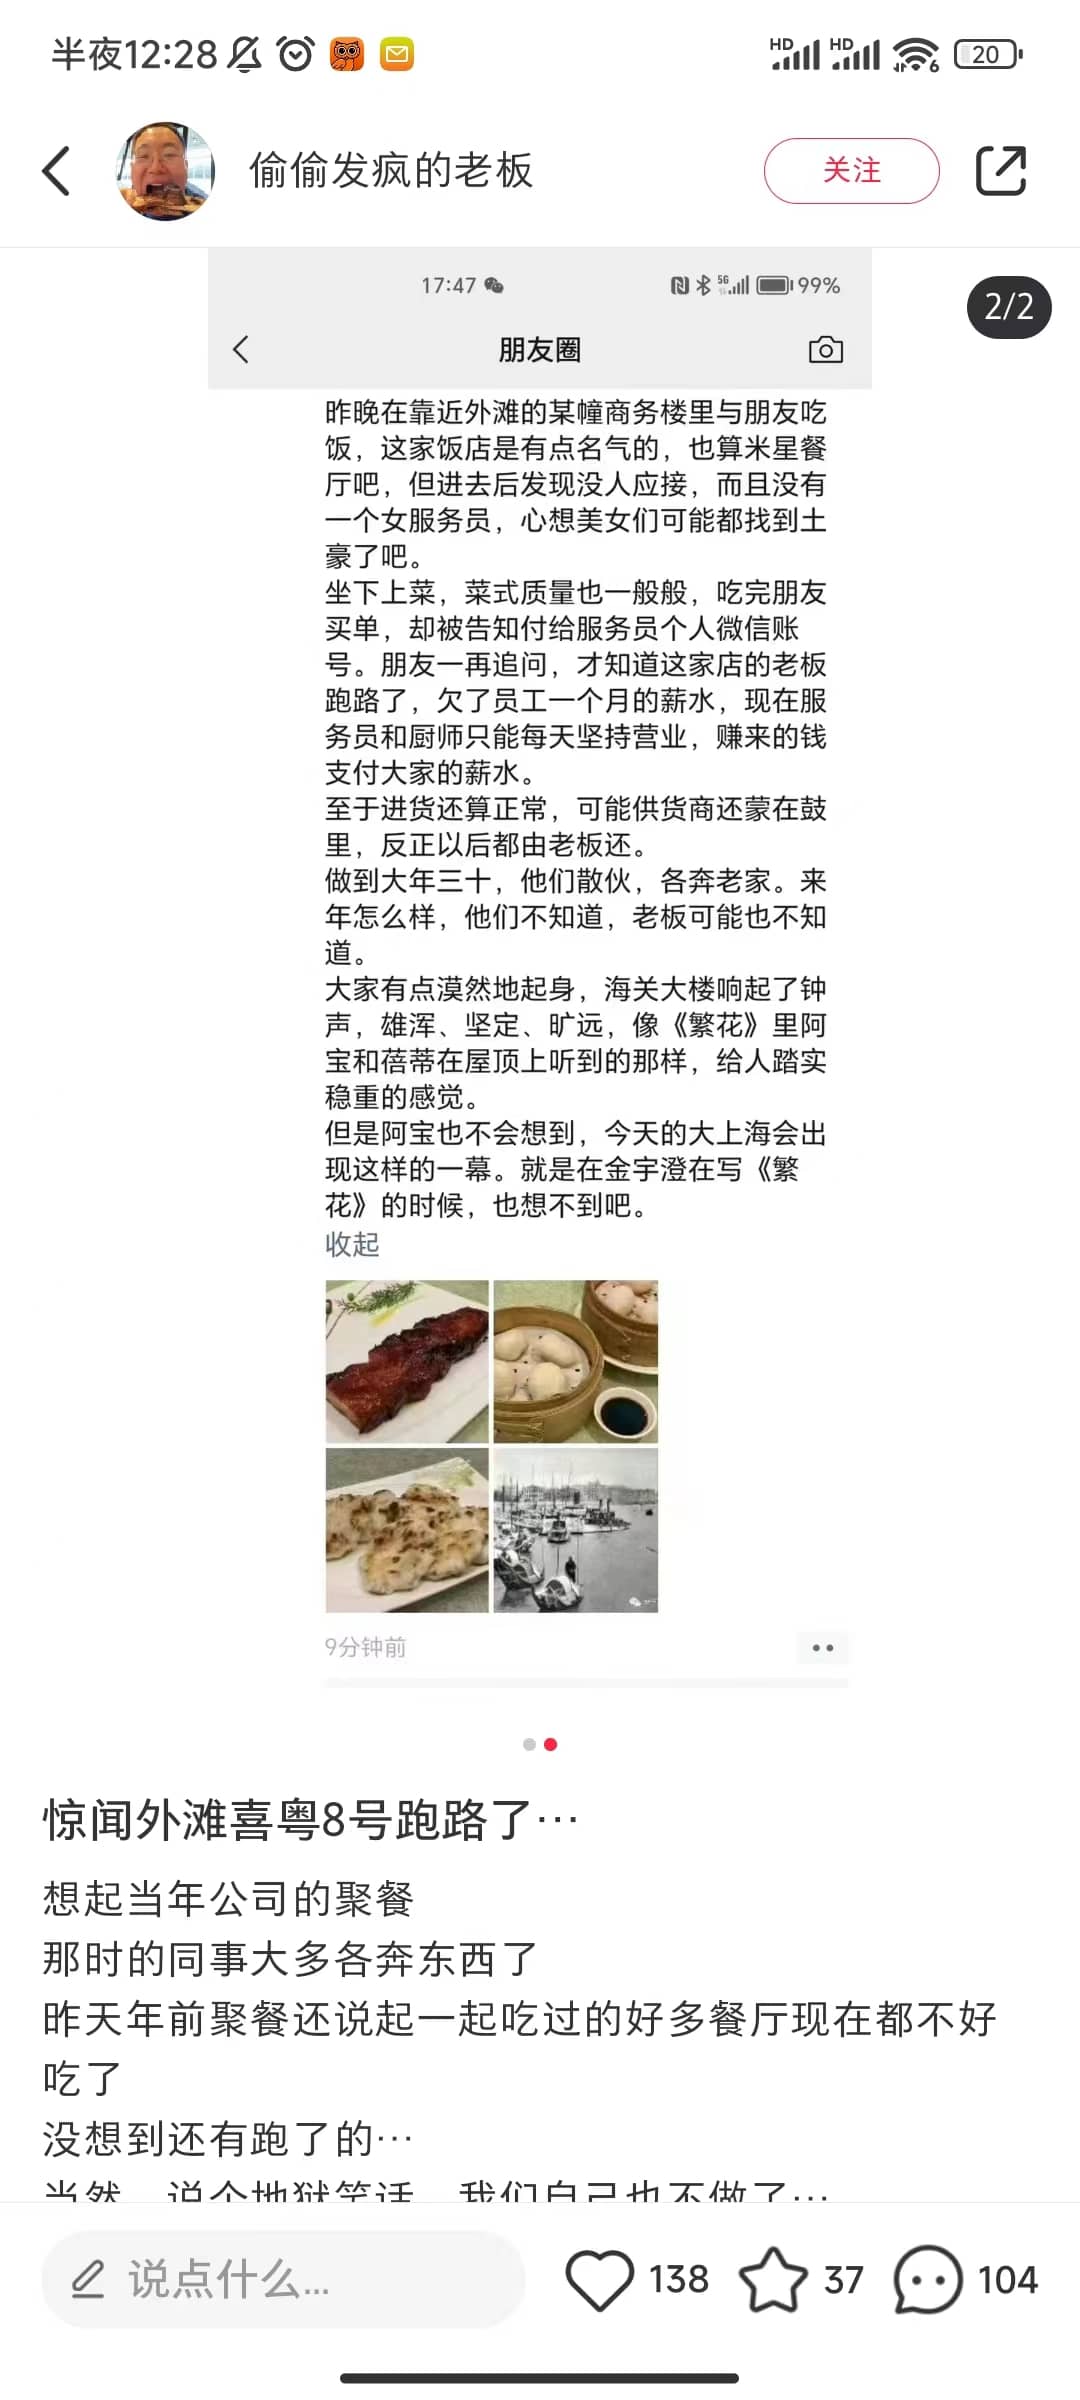 半夜12:28
HD HD 6 20
偷偷发疯的老板
关注
17:47
5G 99%
2/2
朋友圈
昨晚在靠近外滩的某幢商务楼里与朋友吃
饭，这家饭店是有点名气的，也算米星餐
厅吧，但进去后发现没人应接，而且没有
一个女服务员，心想美女们可能都找到土
豪了吧。
坐下上菜，菜式质量也一般般，吃完朋友
买单，却被告知付给服务员个人微信账
号。朋友一再追问，才知道这家店的老板
跑路了，欠了员工一个月的薪水，现在服
务员和厨师只能每天坚持营业，赚来的钱
支付大家的薪水。
至于进货还算正常，可能供货商还蒙在鼓
里，反正以后都由老板还。
做到大年三十，他们散伙，各奔老家。来
年怎么样，他们不知道，老板可能也不知
道。
大家有点漠然地起身，海关大楼响起了钟
声，雄浑、坚定、旷远，像《繁花》里阿
宝和蓓蒂在屋顶上听到的那样，给人踏实
稳重的感觉。
但是阿宝也不会想到，今天的大上海会出
现这样的一幕。就是在金宇澄在写《繁
花》的时候，也想不到吧。
收起
9分钟前
惊闻外滩喜粤8号跑路了…
想起当年公司的聚餐
那时的同事大多各奔东西了
昨天年前聚餐还说起一起吃过的好多餐厅现在都不好
吃了
没想到还有跑了的…
当然，说个地狱笑话，我们自己也不做了…
说点什么...
138
37
104